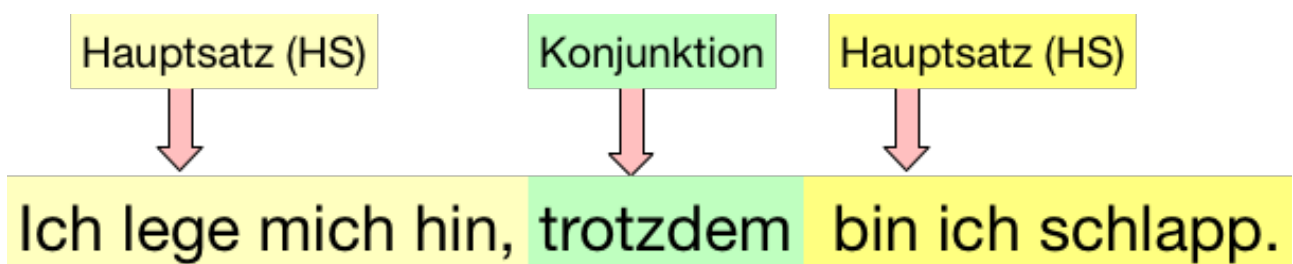 Hauptsatz (HS) Konjunktion Hauptsatz (HS)
Ich lege mich hin, trotzdem bin ich schlapp.